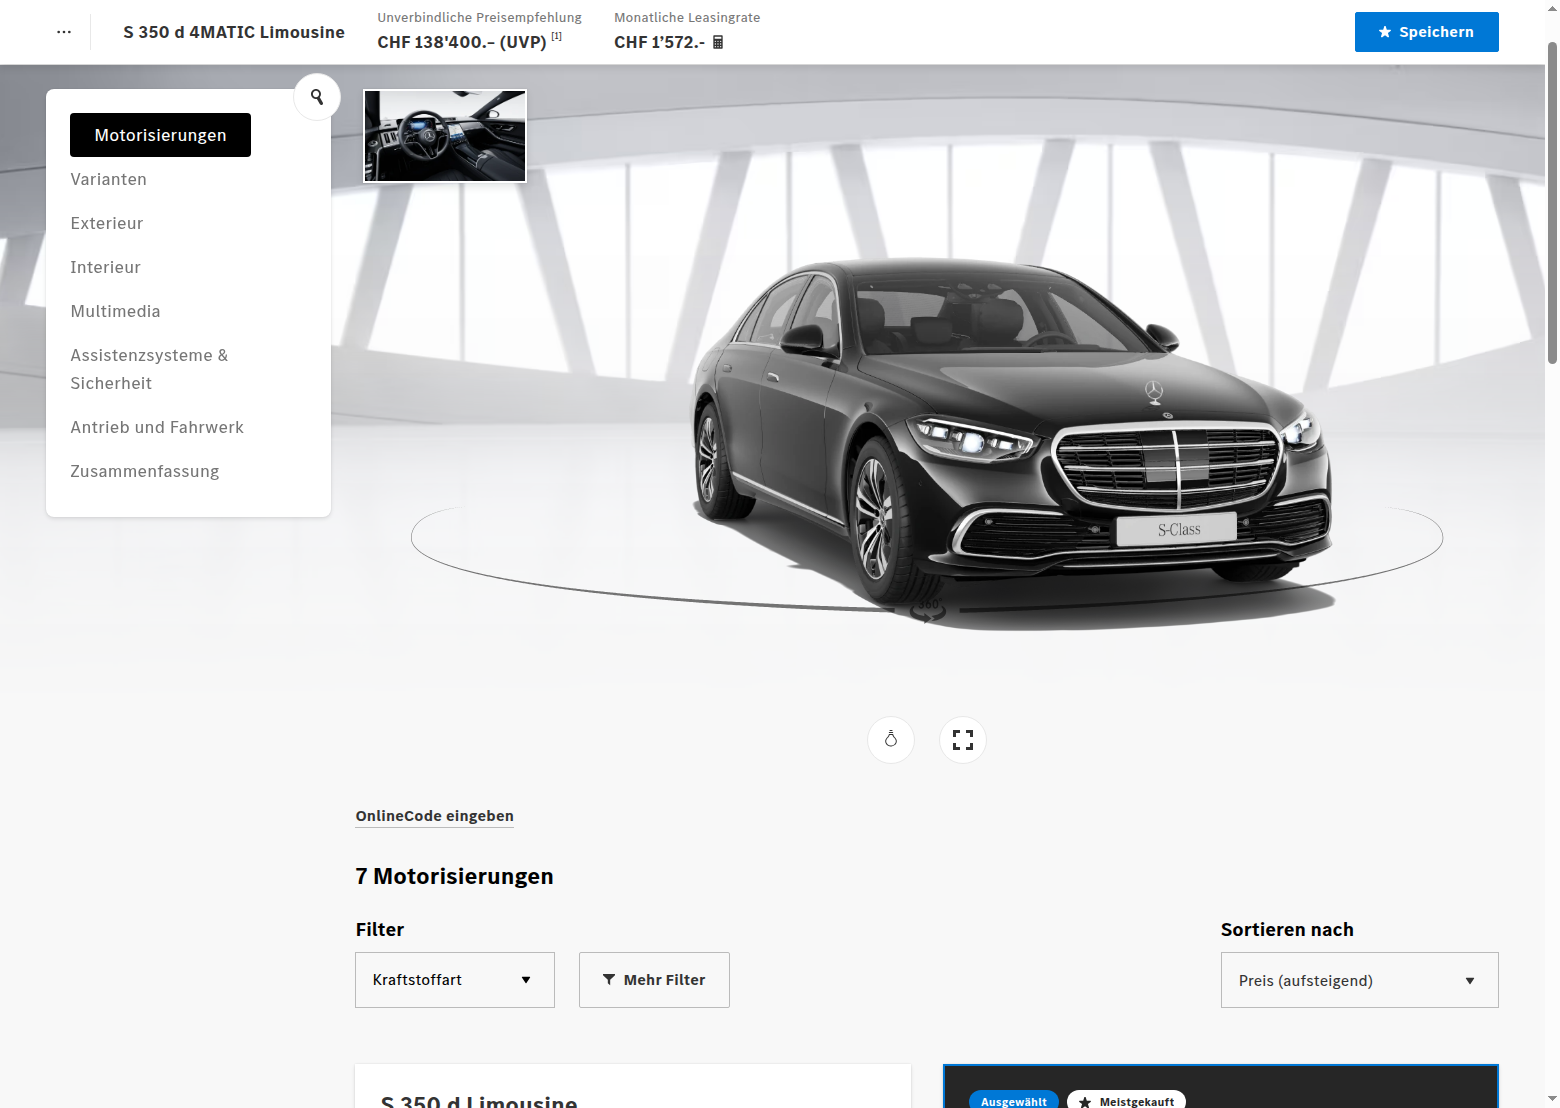 S 350 d 4MATIC Limousine
Unverbindliche Preisempfehlung
CHF 138'400.– (UVP) [1]
Monatliche Leasingrate
CHF 1’572.-
Speichern
Motorisierungen
Varianten
Exterieur
Interieur
Multimedia
Assistenzsysteme &
Sicherheit
Antrieb und Fahrwerk
Zusammenfassung
S-Class
360°
OnlineCode eingeben
7 Motorisierungen
Filter
Sortieren nach
Kraftstoffart
Mehr Filter
Preis (aufsteigend)
S 350 d Limousine
Ausgewählt
Meistgekauft